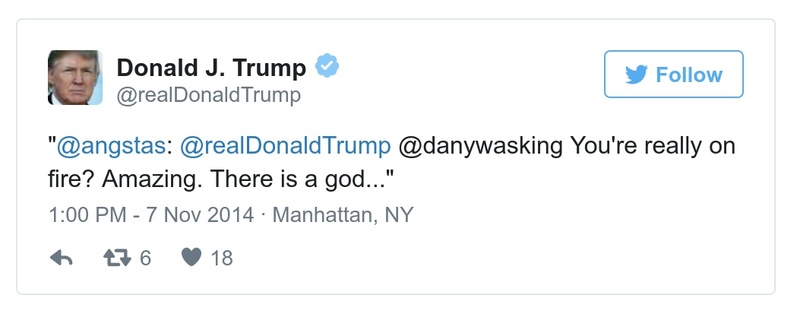 Donald J. Trump
@realDonaldTrump
Follow
"@angstas: @realDonaldTrump @danywasking You're really on
fire? Amazing. There is a god..."
1:00 PM - 7 Nov 2014 · Manhattan, NY
6 18